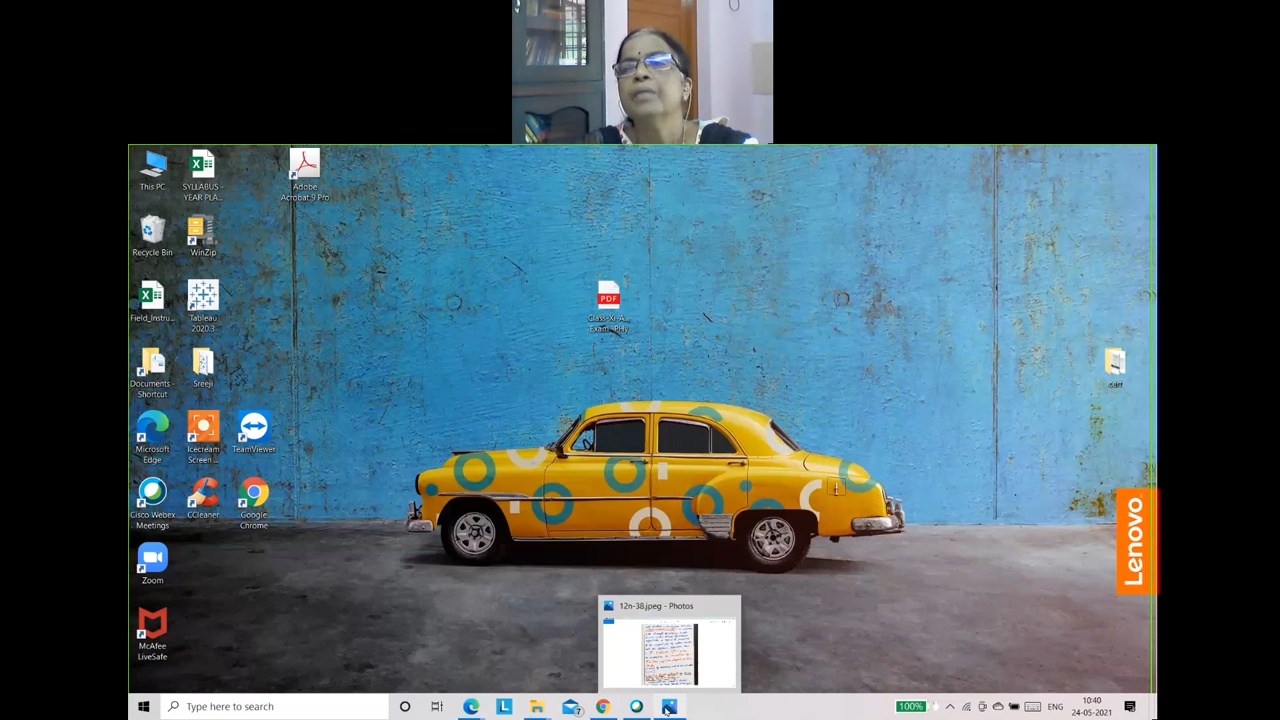 This PC
SYLLABUS -
YEAR PLA...
Adobe
Acrobat 9 Pro
Recycle Bin
WinZip
Field_Instru...
Tableau
2020.3
PDF
Class-XI-A...
Documents -
Shortcut
Sreeji
Microsoft
Edge
Icecream
Screen ...
TeamViewer
Cisco Webex
Meetings
CCleaner
Google
Chrome
Zoom
Lenovo
McAfee
LiveSafe
12n-38.jpeg - Photos
Type here to search
L
7
100%
ENG
10:40
24-05-2021